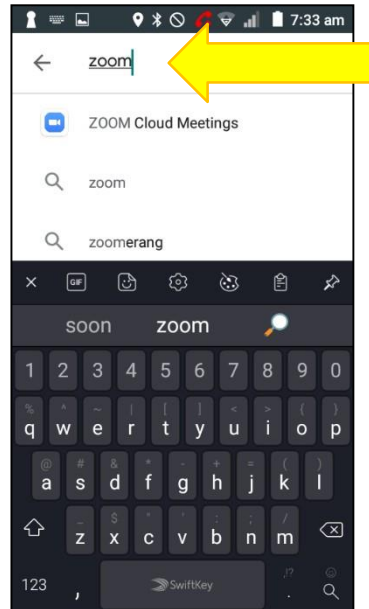 7:33 am
zoom
ZOOM Cloud Meetings
zoom
zoomerang
GIF
soon zoom
1 2 3 4 5 6 7 8 9 0
% ^ ~ | [ ] < > { }
q w e r t y u i o p
@ # & * - + = ( )
a s d f g h j k l
_ $ " ' : ; /
z x c v b n m
123 , SwiftKey !? .